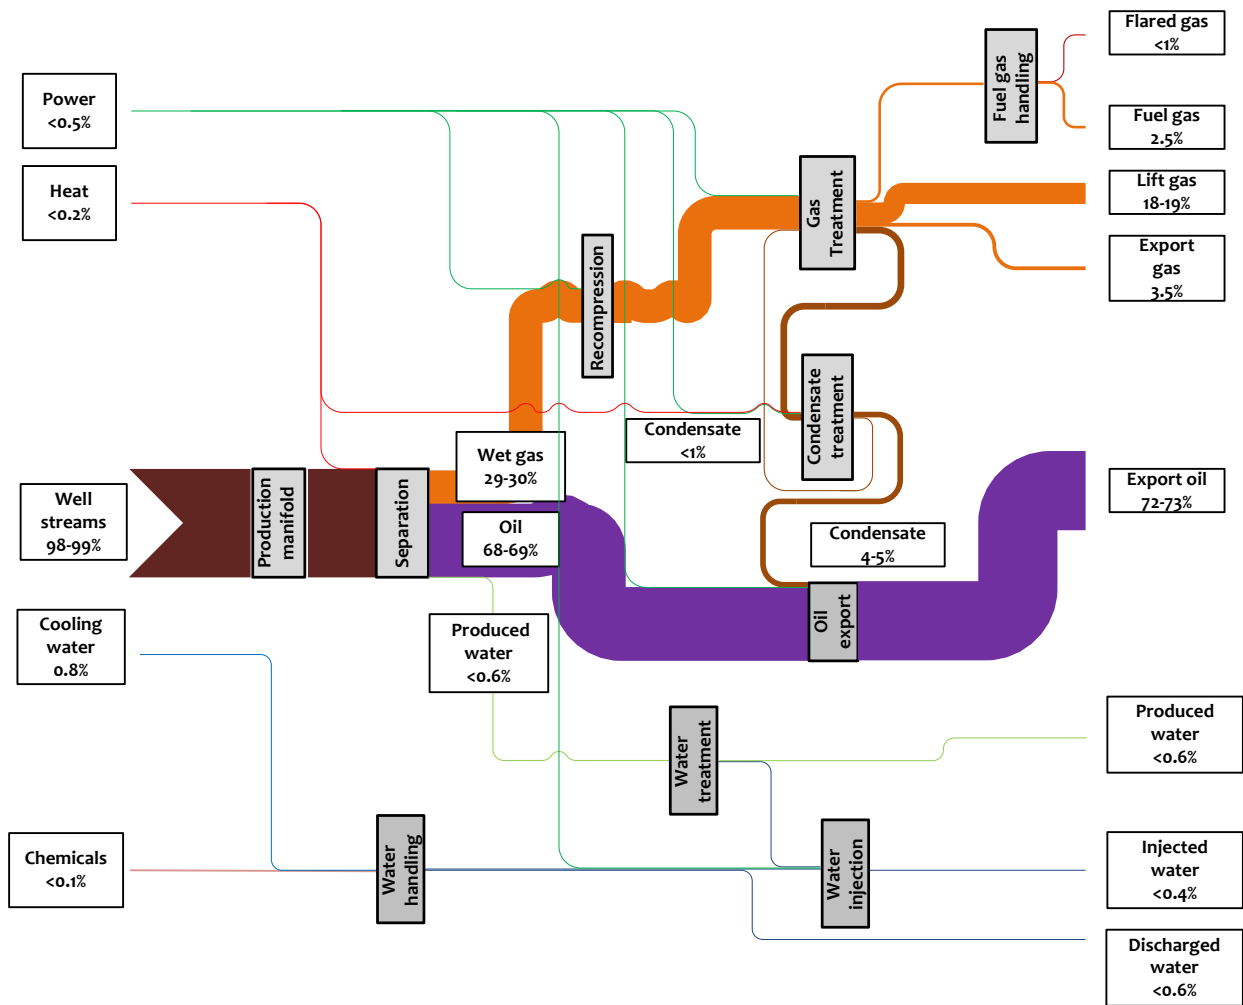 Flared gas
<1%
Power
<0.5%
Fuel gas
handling
Fuel gas
2.5%
Heat
<0.2%
Gas
Treatment
Lift gas
18-19%
Export
gas
3.5%
Recompression
Condensate
treatment
Condensate
<1%
Wet gas
29-30%
Well
streams
98-99%
Production
manifold
Separation
Oil
68-69%
Export oil
72-73%
Condensate
4-5%
Oil
export
Cooling
water
0.8%
Produced
water
<0.6%
Water
treatment
Produced
water
<0.6%
Chemicals
<0.1%
Water
handling
Water
injection
Injected
water
<0.4%
Discharged
water
<0.6%